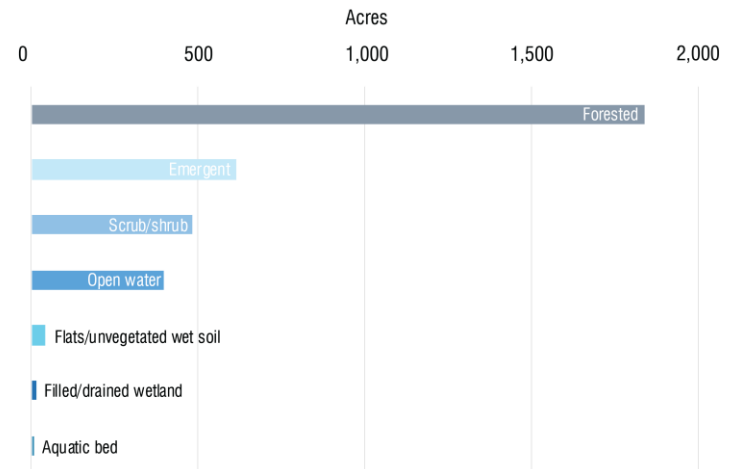 Acres
0 500 1,000 1,500 2,000
Forested
Emergent
Scrub/shrub
Open water
Flats/unvegetated wet soil
Filled/drained wetland
Aquatic bed